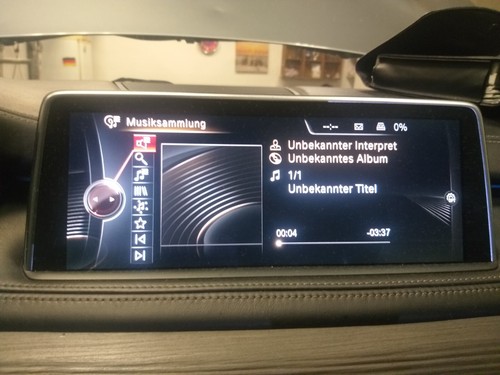 Musiksammlung
--:-- 0%
Unbekannter Interpret
Unbekanntes Album
1/1
Unbekannter Titel
00:04 -03:37